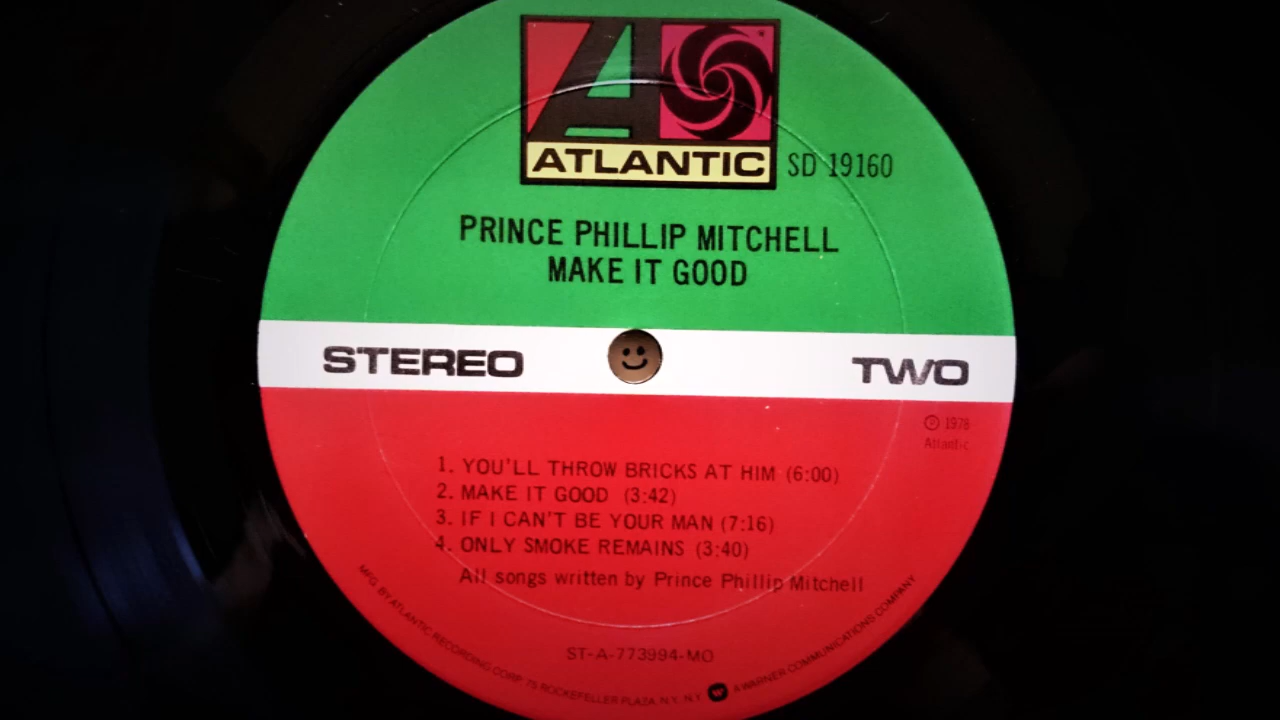 ATLANTIC
SD 19160
PRINCE PHILLIP MITCHELL
MAKE IT GOOD
STEREO
TWO
Ⓟ 1978
Atlantic
1. YOU'LL THROW BRICKS AT HIM (6:00)
2. MAKE IT GOOD (3:42)
3. IF I CAN'T BE YOUR MAN (7:16)
4. ONLY SMOKE REMAINS (3:40)
All songs written by Prince Phillip Mitchell
ST-A-773994-MO
MFG. BY ATLANTIC RECORDING CORP. 75 ROCKEFELLER PLAZA, N.Y. N.Y. W A WARNER COMMUNICATIONS COMPANY